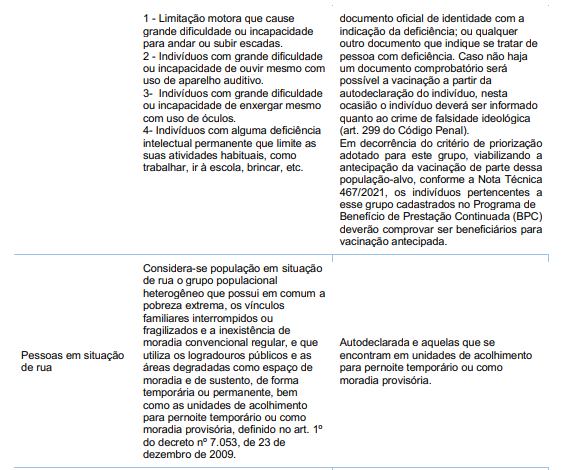 1 - Limitação motora que cause
grande dificuldade ou incapacidade
para andar ou subir escadas.
2 - Indivíduos com grande dificuldade
ou incapacidade de ouvir mesmo com
uso de aparelho auditivo.
3- Indivíduos com grande dificuldade
ou incapacidade de enxergar mesmo
com uso de óculos.
4- Indivíduos com alguma deficiência
intelectual permanente que limite as
suas atividades habituais, como
trabalhar, ir à escola, brincar, etc.
documento oficial de identidade com a
indicação da deficiência; ou qualquer
outro documento que indique se tratar de
pessoa com deficiência. Caso não haja
um documento comprobatório será
possível a vacinação a partir da
autodeclaração do indivíduo, nesta
ocasião o indivíduo deverá ser informado
quanto ao crime de falsidade ideológica
(art. 299 do Código Penal).
Em decorrência do critério de priorização
adotado para este grupo, viabilizando a
antecipação da vacinação de parte dessa
população-alvo, conforme a Nota Técnica
467/2021, os indivíduos pertencentes a
esse grupo cadastrados no Programa de
Benefício de Prestação Continuada (BPC)
deverão comprovar ser beneficiários para
vacinação antecipada.
Pessoas em situação
de rua
Considera-se população em situação
de rua o grupo populacional
heterogêneo que possui em comum a
pobreza extrema, os vínculos
familiares interrompidos ou
fragilizados e a inexistência de
moradia convencional regular, e que
utiliza os logradouros públicos e as
áreas degradadas como espaço de
moradia e de sustento, de forma
temporária ou permanente, bem
como as unidades de acolhimento
para pernoite temporário ou como
moradia provisória, definido no art. 1º
do decreto nº 7.053, de 23 de
dezembro de 2009.
Autodeclarada e aquelas que se
encontram em unidades de acolhimento
para pernoite temporário ou como
moradia provisória.